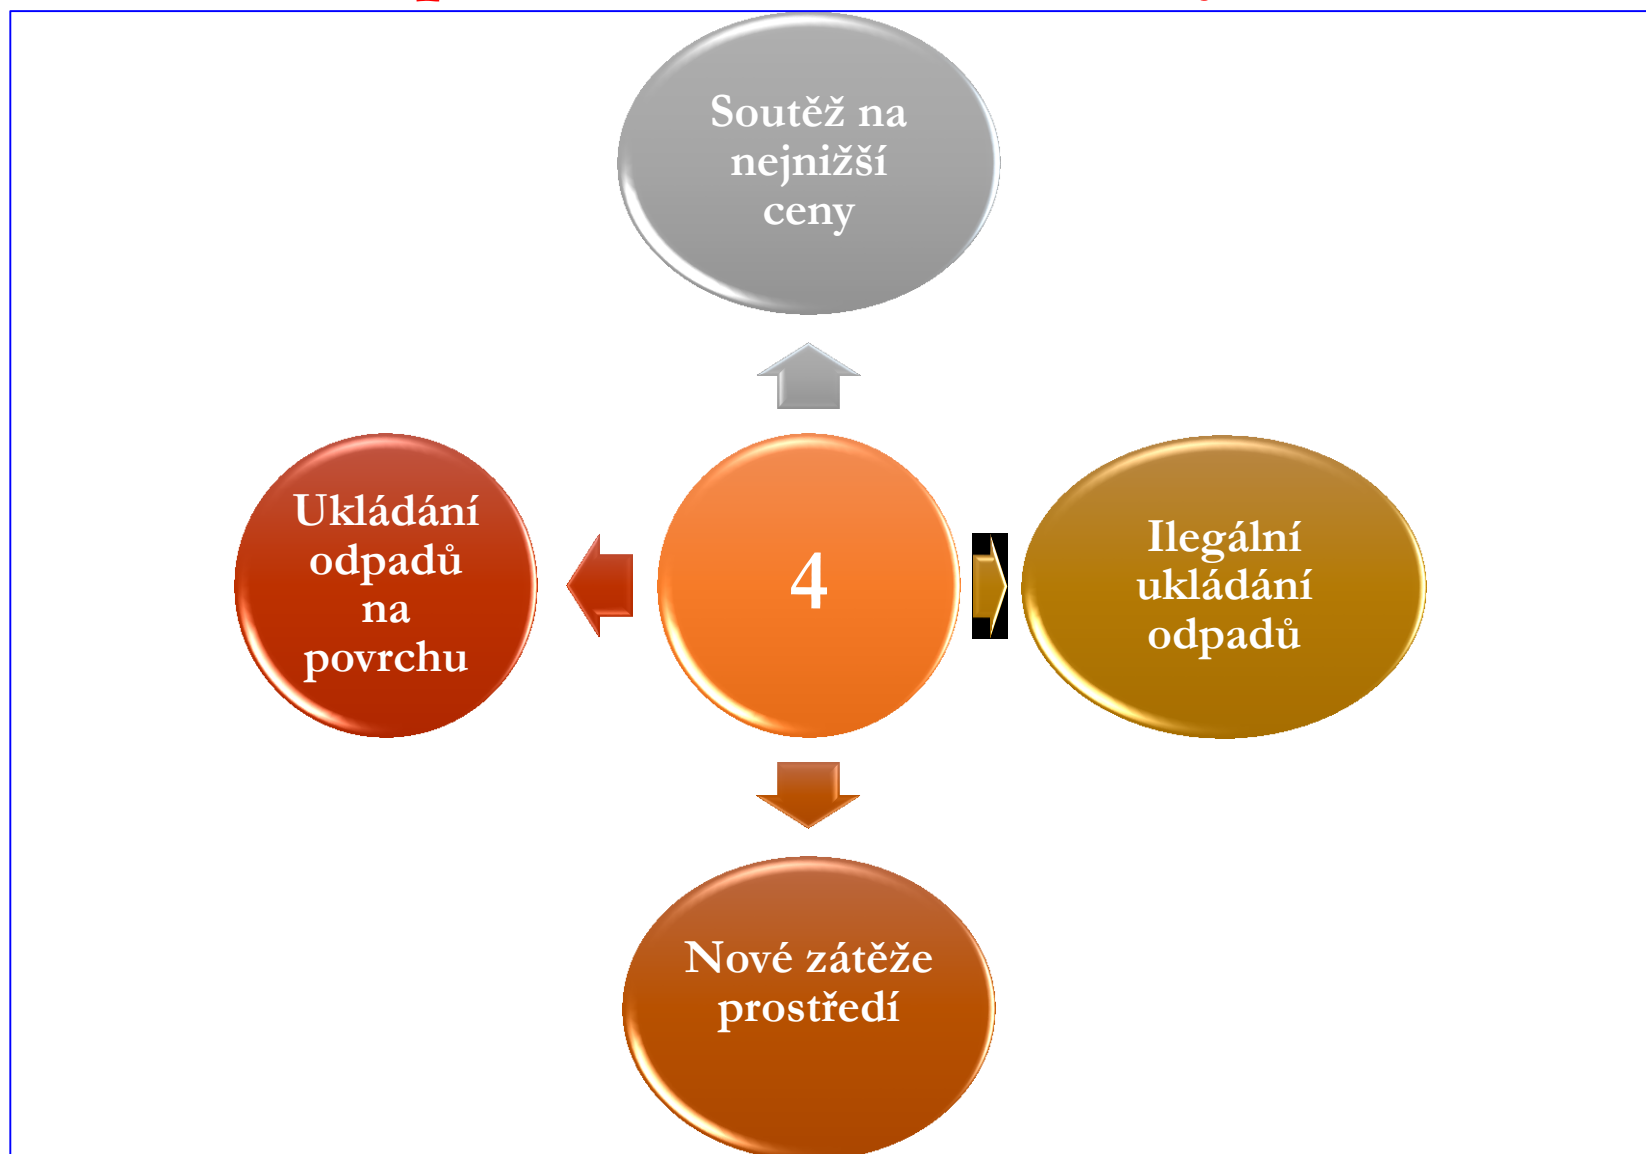 Soutěž na
nejnižší
ceny
Ukládání
odpadů
na
povrchu
4
Ilegální
ukládání
odpadů
Nové zátěže
prostředí